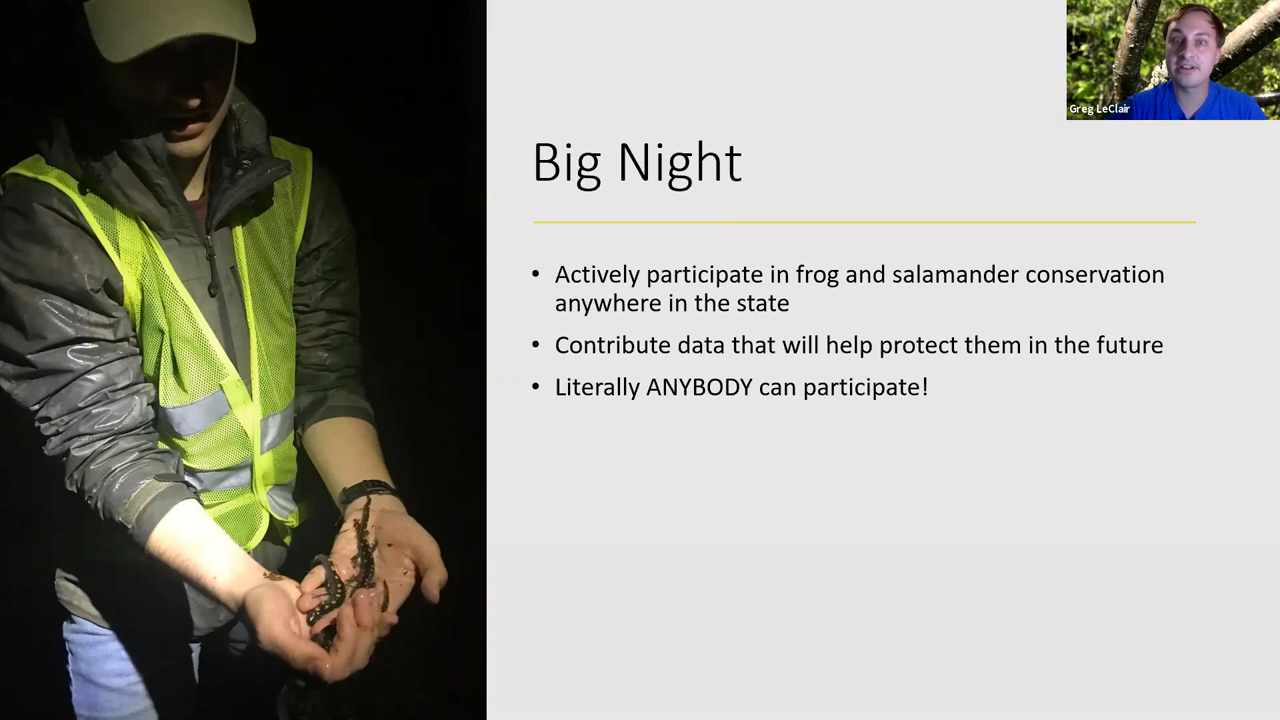 Greg LeClair
Big Night
• Actively participate in frog and salamander conservation
anywhere in the state
• Contribute data that will help protect them in the future
• Literally ANYBODY can participate!